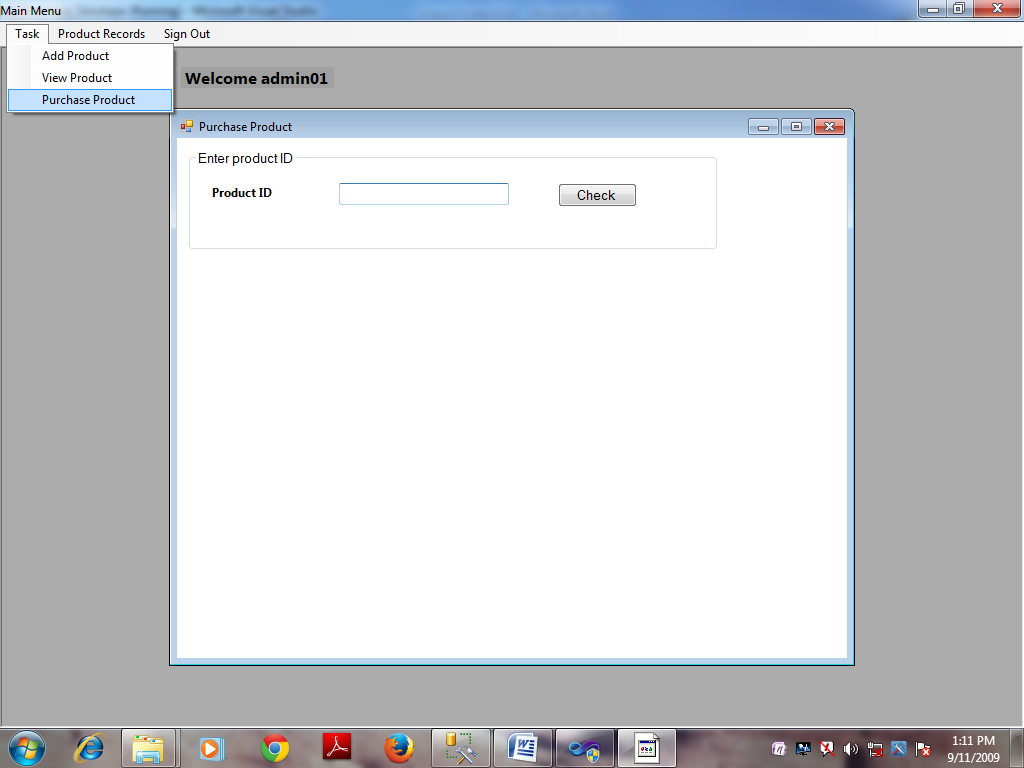 Main Menu
Task Product Records Sign Out
Add Product
View Product
Purchase Product
Welcome admin01
Purchase Product
Enter product ID
Product ID
Check
1:11 PM
9/11/2009